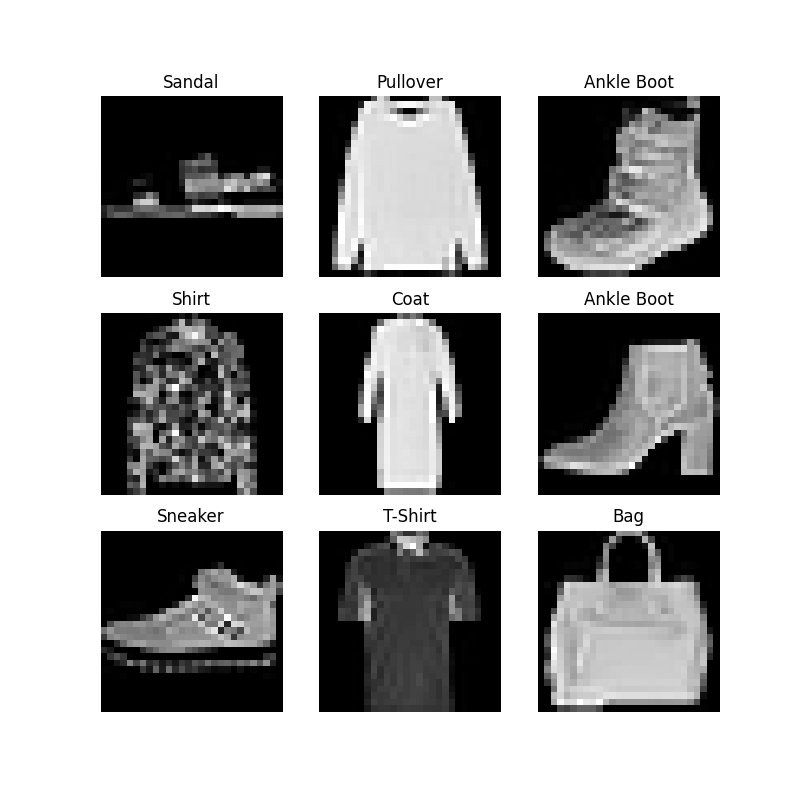 Sandal
Pullover
Ankle Boot
Shirt
Coat
Ankle Boot
Sneaker
T-Shirt
Bag